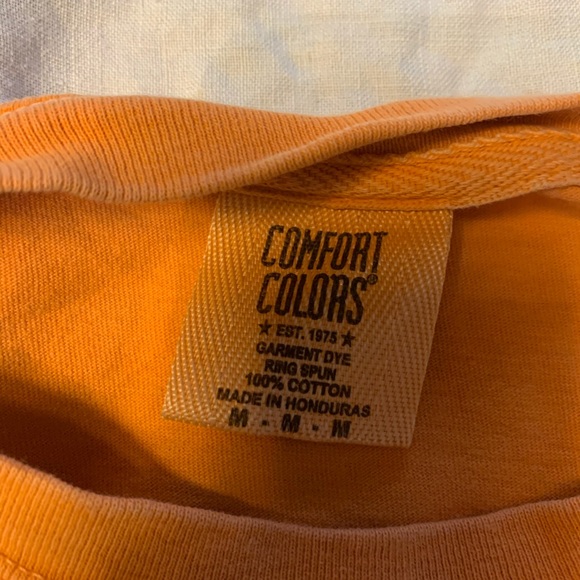 COMFORT
COLORS®
★ EST. 1975 ★
GARMENT DYE
RING SPUN
100% COTTON
MADE IN HONDURAS
M - M - M